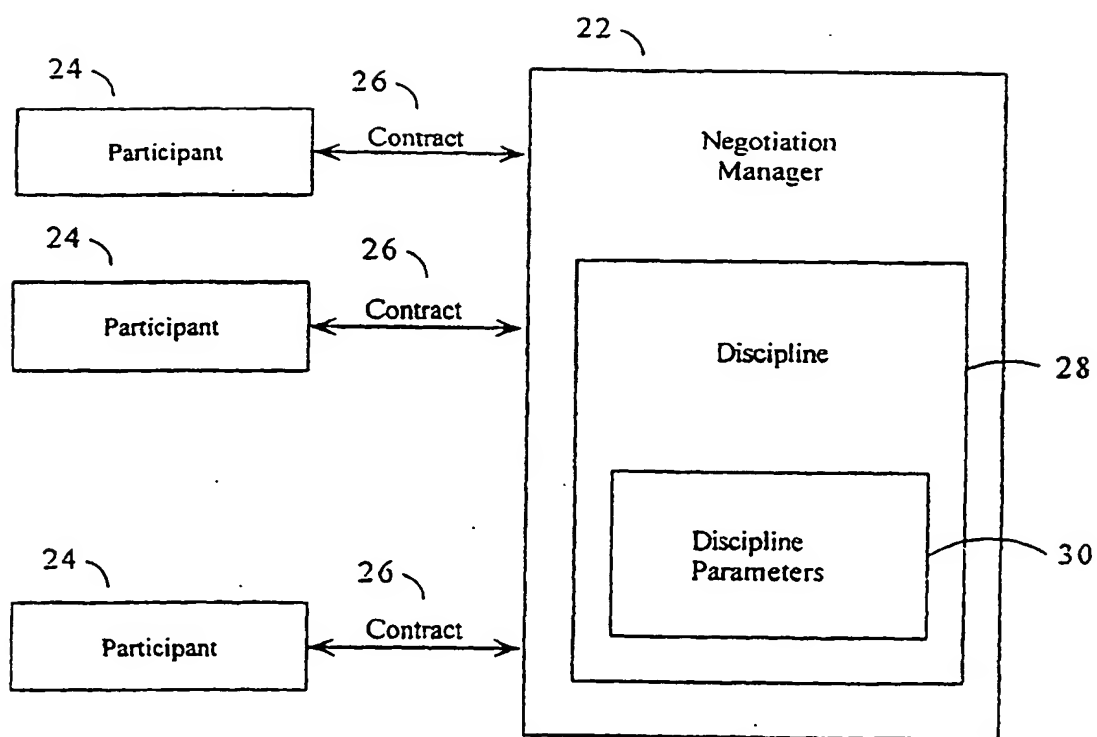 22
24
26
Participant
Contract
Negotiation
Manager
24
26
Participant
Contract
Discipline
28
24
26
Participant
Contract
Discipline
Parameters
30